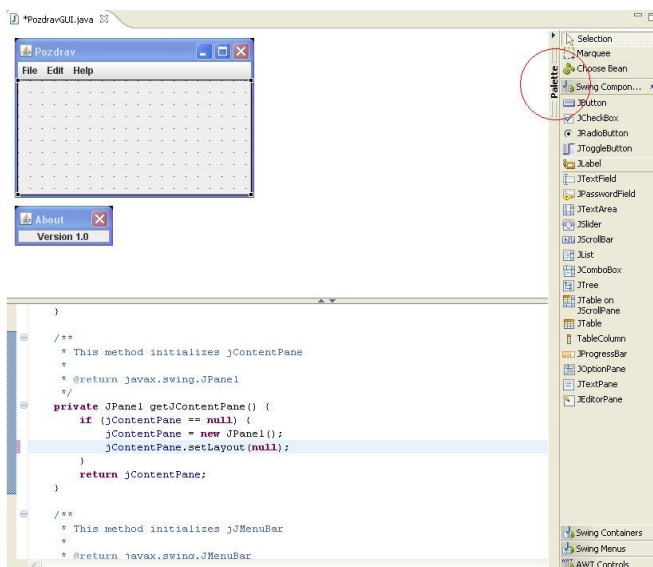 *PozdravGUI.java
Pozdrav
File Edit Help
About
Version 1.0
Palette
Selection
Marquee
Choose Bean
Swing Compon...
JButton
JCheckBox
JRadioButton
JToggleButton
JLabel
JTextField
JPasswordField
JTextArea
JSlider
JScrollBar
JList
JComboBox
JTree
JTable on
JScrollPane
JTable
TableColumn
JProgressBar
JOptionPane
JTextPane
JEditorPane
Swing Containers
Swing Menus
AWT Controls
}
/**
* This method initializes jContentPane
*
* @return javax.swing.JPanel
*/
private JPanel getJContentPane() {
if (jContentPane == null) {
jContentPane = new JPanel();
jContentPane.setLayout(null);
}
return jContentPane;
}
/**
* This method initializes jJMenuBar
*
* @return javax.swing.JMenuBar